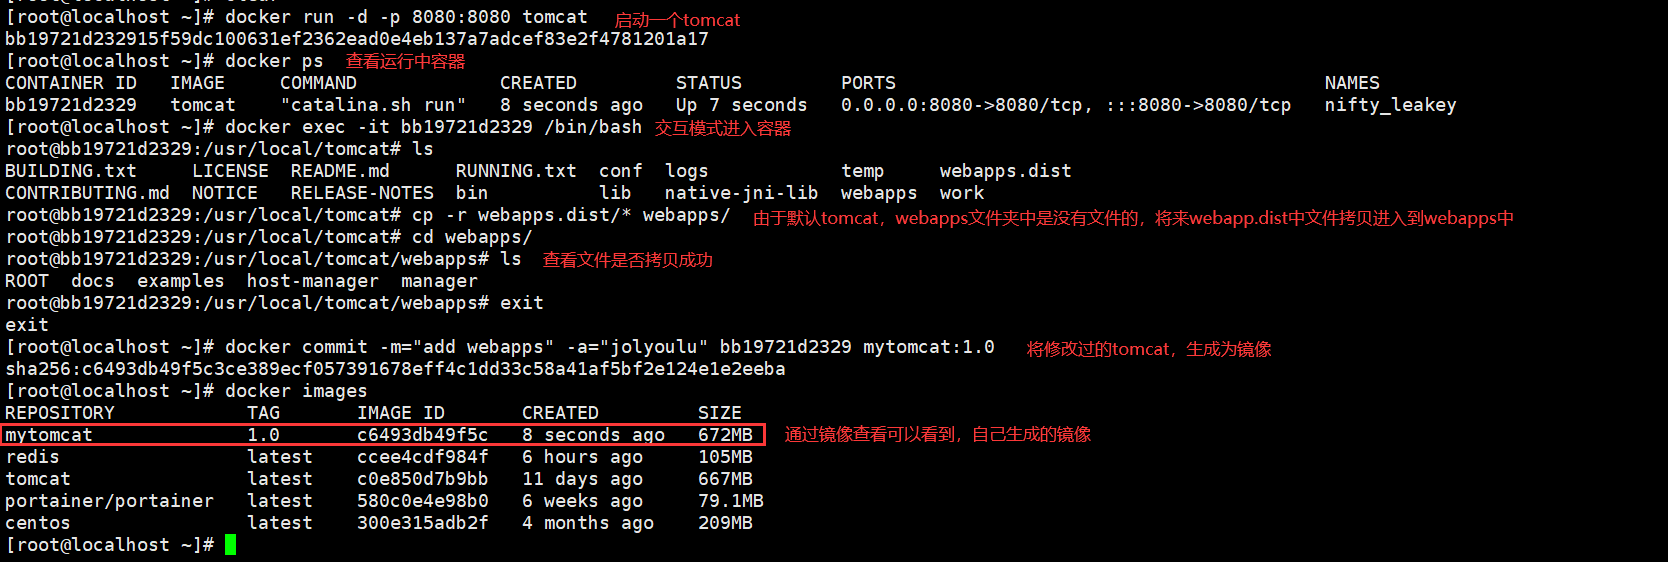 [root@localhost ~]# docker run -d -p 8080:8080 tomcat 启动一个tomcat
bb19721d232915f59dc100631ef2362ead0e4eb137a7adcef83e2f4781201a17
[root@localhost ~]# docker ps 查看运行中容器
CONTAINER ID IMAGE COMMAND CREATED STATUS PORTS NAMES
bb19721d2329 tomcat "catalina.sh run" 8 seconds ago Up 7 seconds 0.0.0.0:8080->8080/tcp, :::8080->8080/tcp nifty_leakey
[root@localhost ~]# docker exec -it bb19721d2329 /bin/bash 交互模式进入容器
root@bb19721d2329:/usr/local/tomcat# ls
BUILDING.txt LICENSE README.md RUNNING.txt conf logs temp webapps.dist
CONTRIBUTING.md NOTICE RELEASE-NOTES bin lib native-jni-lib webapps work
root@bb19721d2329:/usr/local/tomcat# cp -r webapps.dist/* webapps/ 由于默认tomcat，webapps文件夹中是没有文件的，将来webapp.dist中文件拷贝进入到webapps中
root@bb19721d2329:/usr/local/tomcat# cd webapps/
root@bb19721d2329:/usr/local/tomcat/webapps# ls 查看文件是否拷贝成功
ROOT docs examples host-manager manager
root@bb19721d2329:/usr/local/tomcat/webapps# exit
exit
[root@localhost ~]# docker commit -m="add webapps" -a="jolyoulu" bb19721d2329 mytomcat:1.0 将修改过的tomcat，生成为镜像
sha256:c6493db49f5c3ce389ecf057391678eff4c1dd33c58a41af5bf2e124e1e2eeba
[root@localhost ~]# docker images
REPOSITORY TAG IMAGE ID CREATED SIZE
mytomcat 1.0 c6493db49f5c 8 seconds ago 672MB 通过镜像查看可以看到，自己生成的镜像
redis latest ccee4cdf984f 6 hours ago 105MB
tomcat latest c0e850d7b9bb 11 days ago 667MB
portainer/portainer latest 580c0e4e98b0 6 weeks ago 79.1MB
centos latest 300e315adb2f 4 months ago 209MB
[root@localhost ~]#